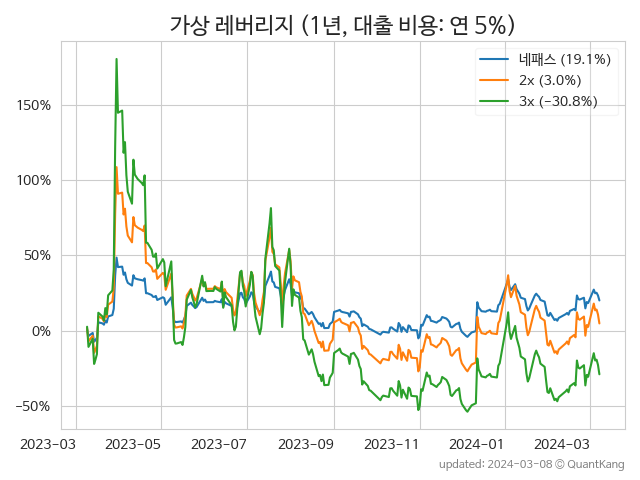 가상 레버리지 (1년, 대출 비용: 연 5%)
네패스 (19.1%)
2x (3.0%)
3x (−30.8%)
150%
100%
50%
0%
−50%
2023-03 2023-05 2023-07 2023-09 2023-11 2024-01 2024-03
updated: 2024-03-08 © QuantKang